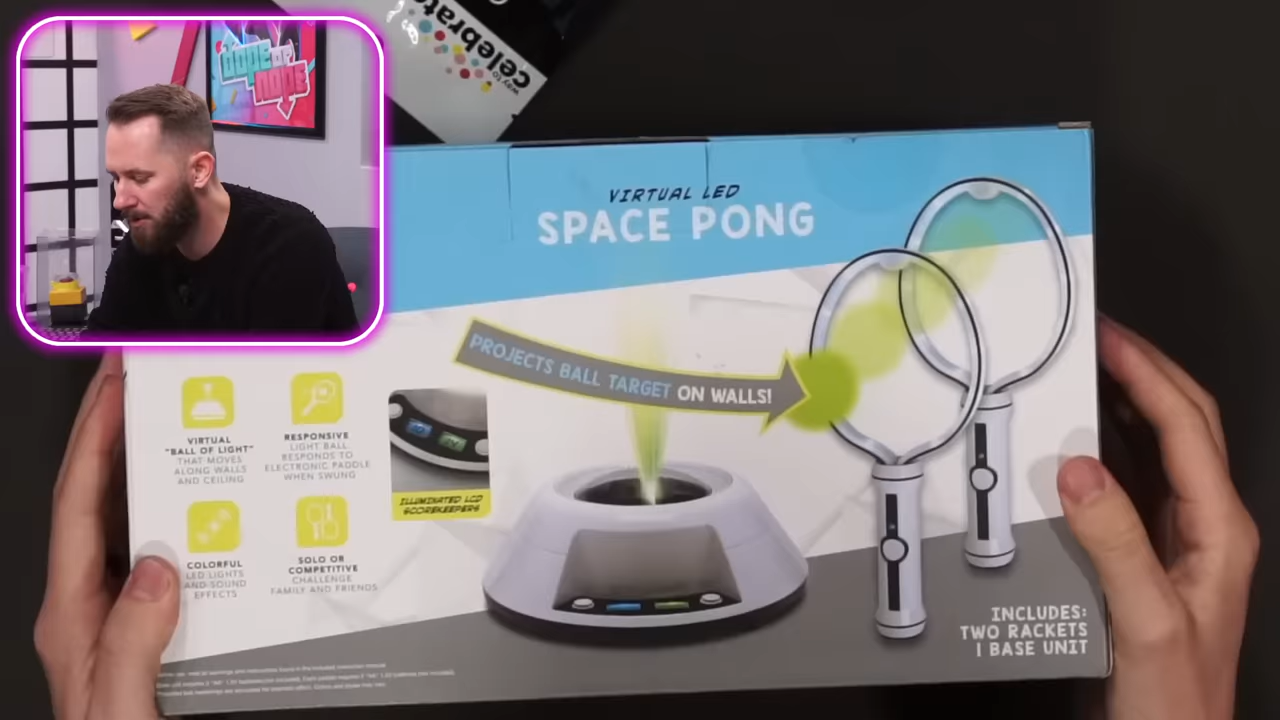 DOPE OR
NOPE
way to
celebrate
VIRTUAL LED
SPACE PONG
PROJECTS BALL TARGET ON WALLS!
VIRTUAL
"BALL OF LIGHT"
THAT MOVES
ALONG WALLS
AND CEILING
RESPONSIVE
LIGHT BALL
RESPONDS TO
ELECTRONIC PADDLE
WHEN SWUNG
ILLUMINATED LCD
SCOREKEEPERS
COLORFUL
LED LIGHTS
AND SOUND
EFFECTS
SOLO OR
COMPETITIVE
CHALLENGE
FAMILY AND FRIENDS
INCLUDES:
TWO RACKETS
1 BASE UNIT